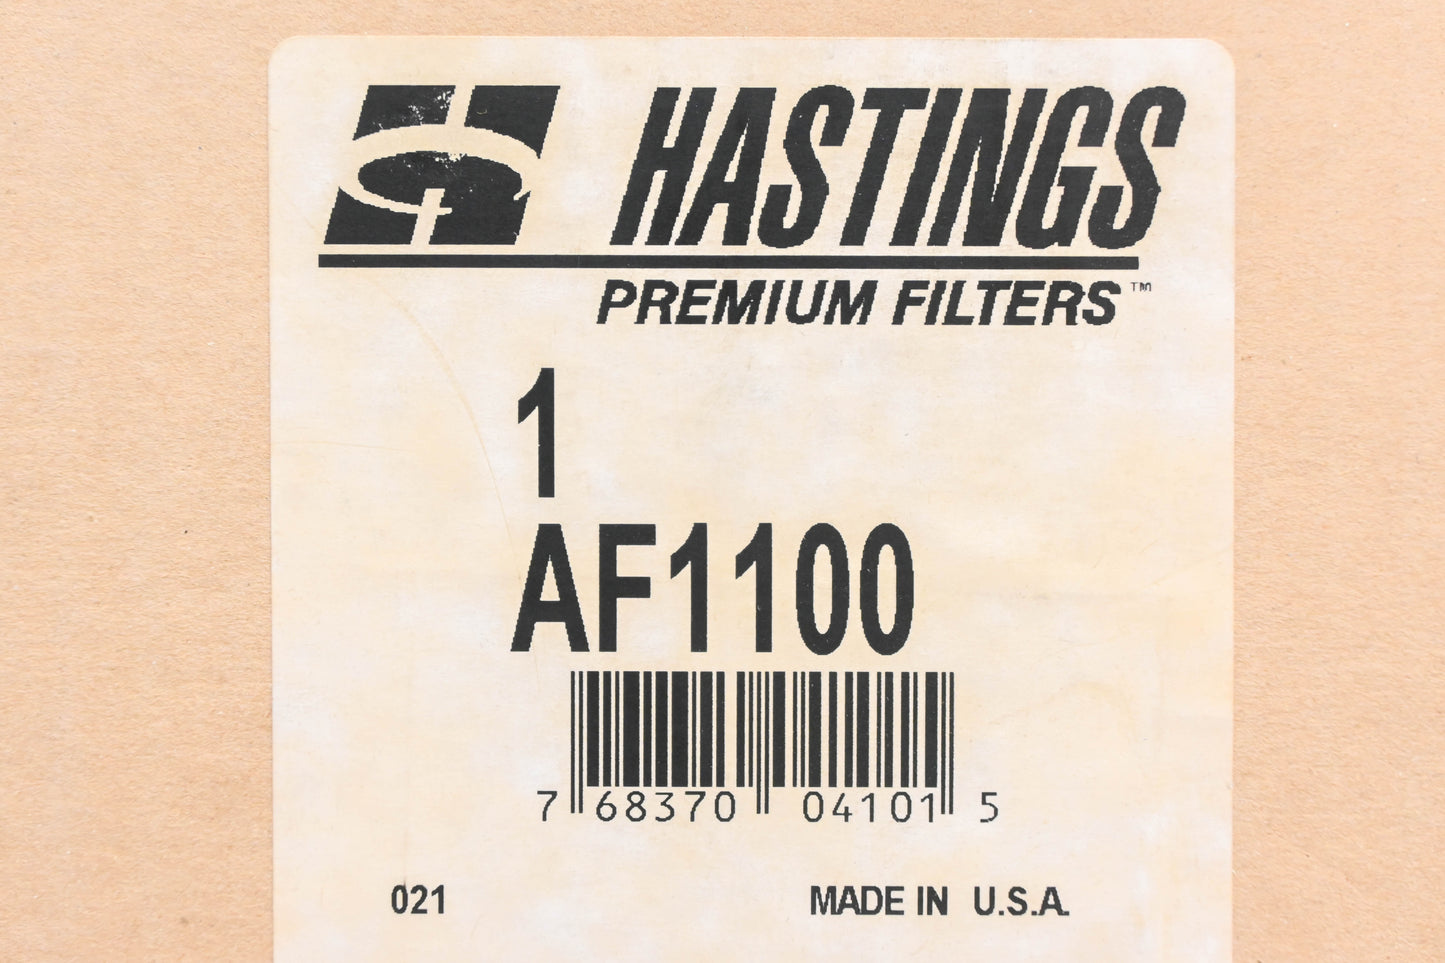 HASTINGS
PREMIUM FILTERS™
1
AF1100
7 68370 04101 5
021 MADE IN U.S.A.